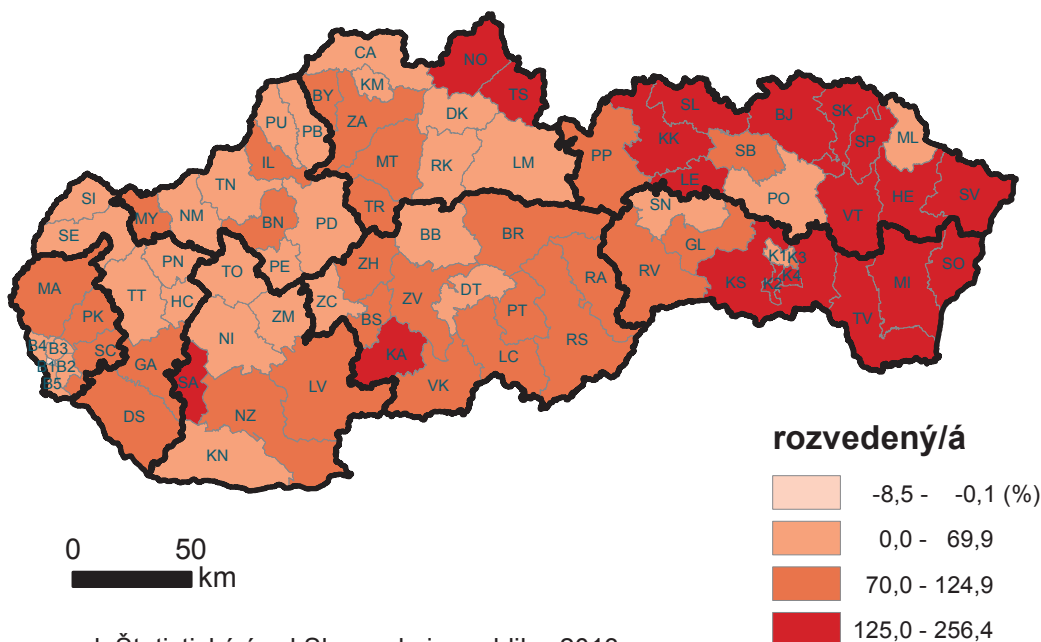 CA
NO
KM
TS
BY
PU
PB
ZA
DK
SL
BJ
SK
SP
ML
KK
PP
SB
IL
MT
RK
LM
LE
PO
HE
SV
VT
SI
TN
MY
NM
BN
TR
PD
SN
SE
BB
BR
GL
K1
K3
SO
PN
TO
PE
ZH
RV
KS
K2
K4
MI
MA
TT
HC
ZC
DT
RA
ZM
ZV
PT
TV
PK
NI
BS
RS
B4
B3
SC
GA
KA
LC
B1
B2
B5
SA
LV
VK
DS
NZ
KN
rozvedený/á
-8,5 - -0,1 (%)
0,0 - 69,9
70,0 - 124,9
125,0 - 256,4
0 50
km